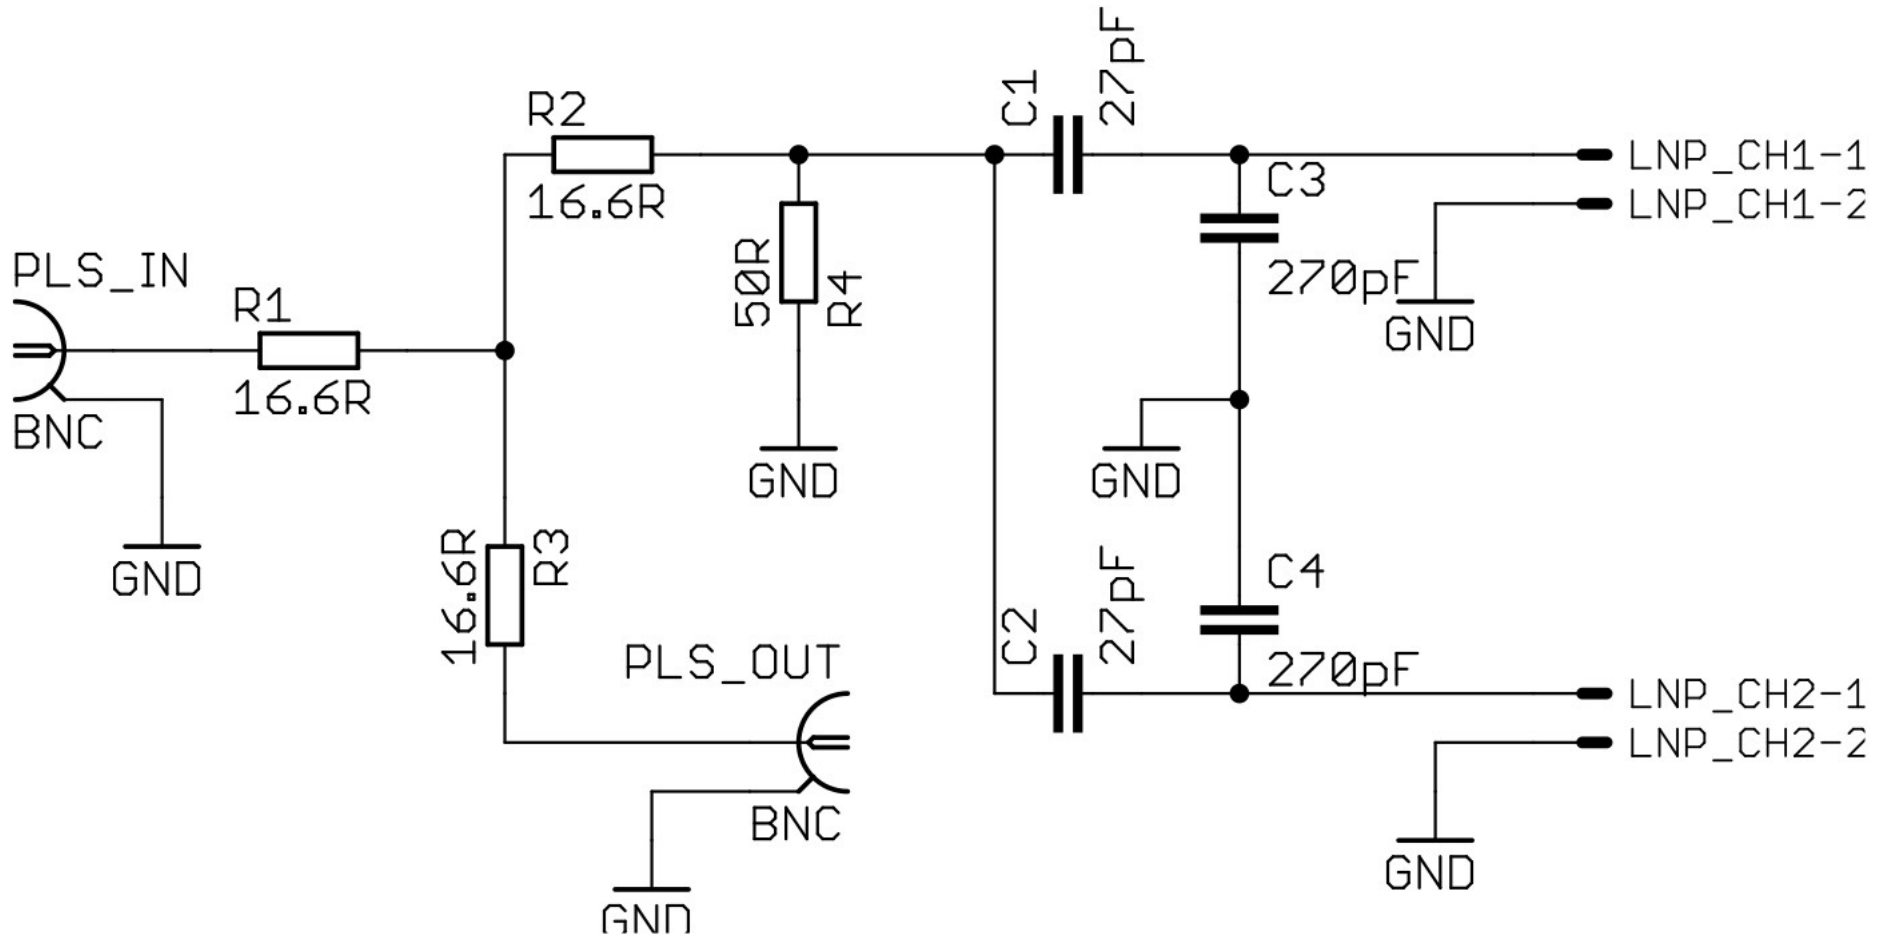 27pF
C1
R2
16.6R
LNP_CH1-1
C3
LNP_CH1-2
50R
R4
270pF
PLS_IN
R1
16.6R
BNC
GND
GND
GND
GND
16.6R
R3
27pF
C2
C4
PLS_OUT
270pF
LNP_CH2-1
LNP_CH2-2
BNC
GND
GND